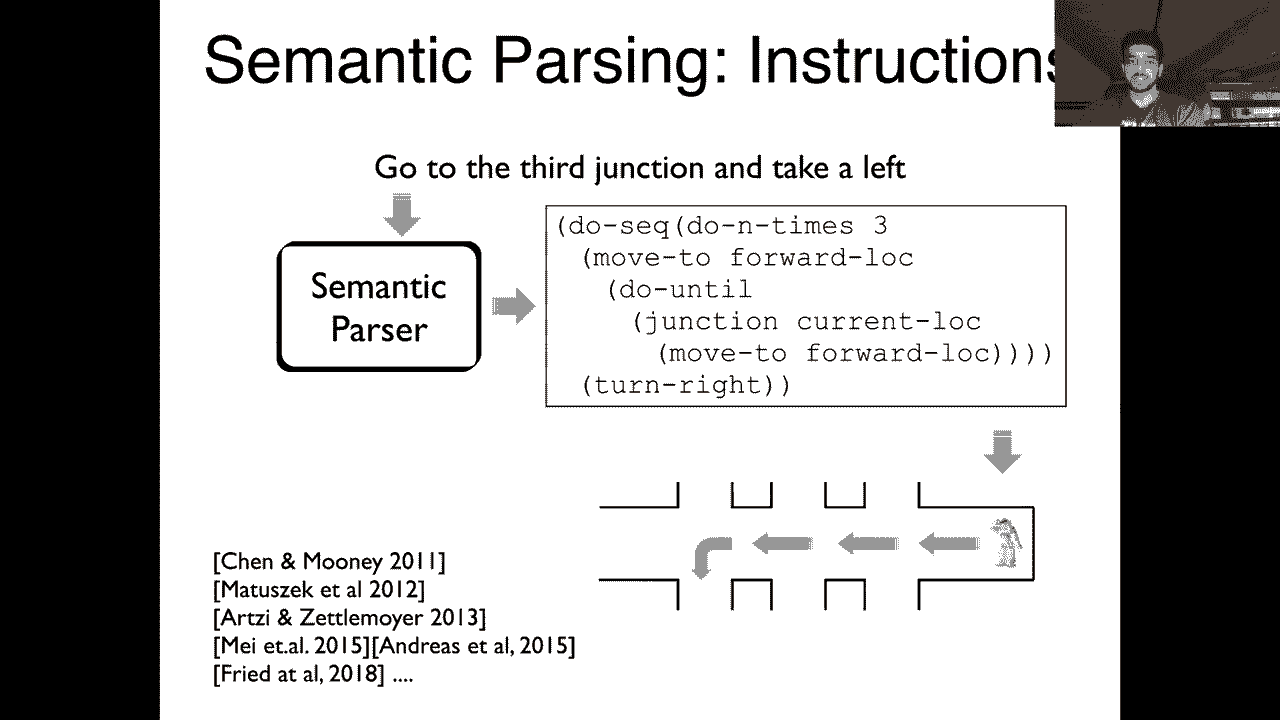 Semantic Parsing: Instructions
Go to the third junction and take a left
Semantic
Parser
(do-seq(do-n-times 3
(move-to forward-loc
(do-until
(junction current-loc
(move-to forward-loc))))
(turn-right))
[Chen & Mooney 2011]
[Matuszek et al 2012]
[Artzi & Zettlemoyer 2013]
[Mei et.al. 2015][Andreas et al, 2015]
[Fried at al, 2018] ....